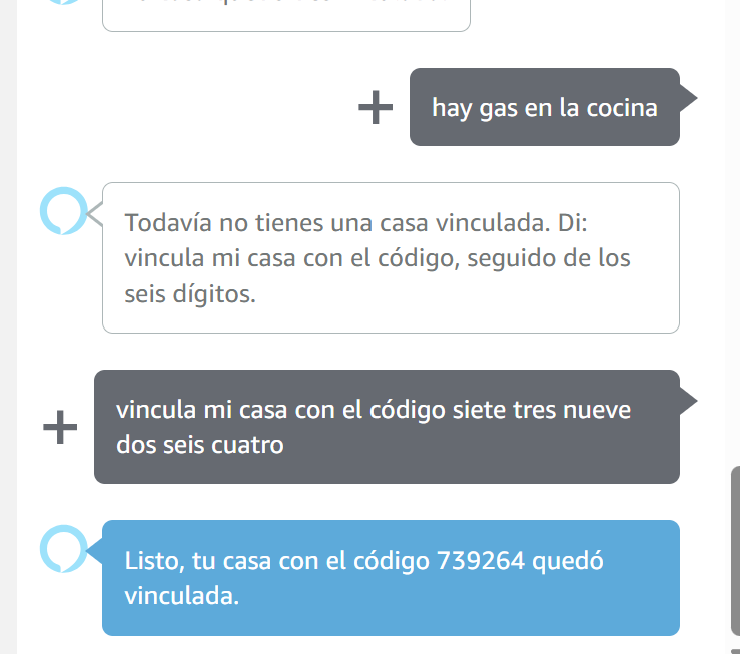 hay gas en la cocina
Todavía no tienes una casa vinculada. Di:
vincula mi casa con el código, seguido de los
seis dígitos.
vincula mi casa con el código siete tres nueve
dos seis cuatro
Listo, tu casa con el código 739264 quedó
vinculada.